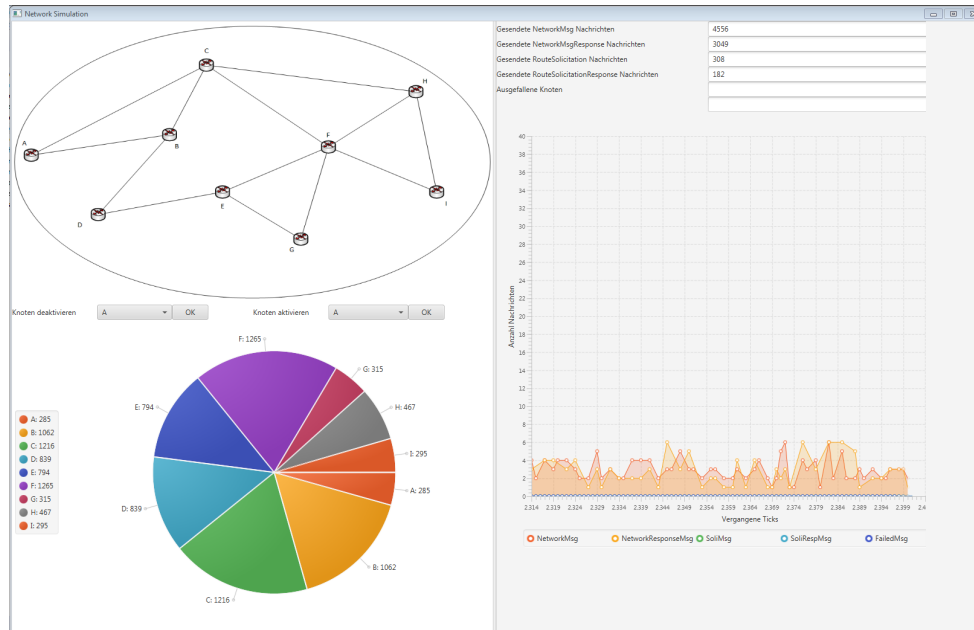 Network Simulation
C
H
A
B
F
D
E
I
G
Knoten deaktivieren A OK Knoten aktivieren A OK
F: 1265
G: 315
E: 794
H: 467
I: 295
A: 285
D: 839
B: 1062
C: 1216
A: 285
B: 1062
C: 1216
D: 839
E: 794
F: 1265
G: 315
H: 467
I: 295
Gesendete NetworkMsg Nachrichten 4556
Gesendete NetworkMsgResponse Nachrichten 3049
Gesendete RouteSolicitation Nachrichten 308
Gesendete RouteSolicitationResponse Nachrichten 182
Ausgefallene Knoten
Anzahl Nachrichten
40
38
36
34
32
30
28
26
24
22
20
18
16
14
12
10
8
6
4
2
0
2.314 2.319 2.324 2.329 2.334 2.339 2.344 2.349 2.354 2.359 2.364 2.369 2.374 2.379 2.384 2.389 2.394 2.399 2.4
Vergangene Ticks
NetworkMsg NetworkResponseMsg SoliMsg SoliRespMsg FailedMsg